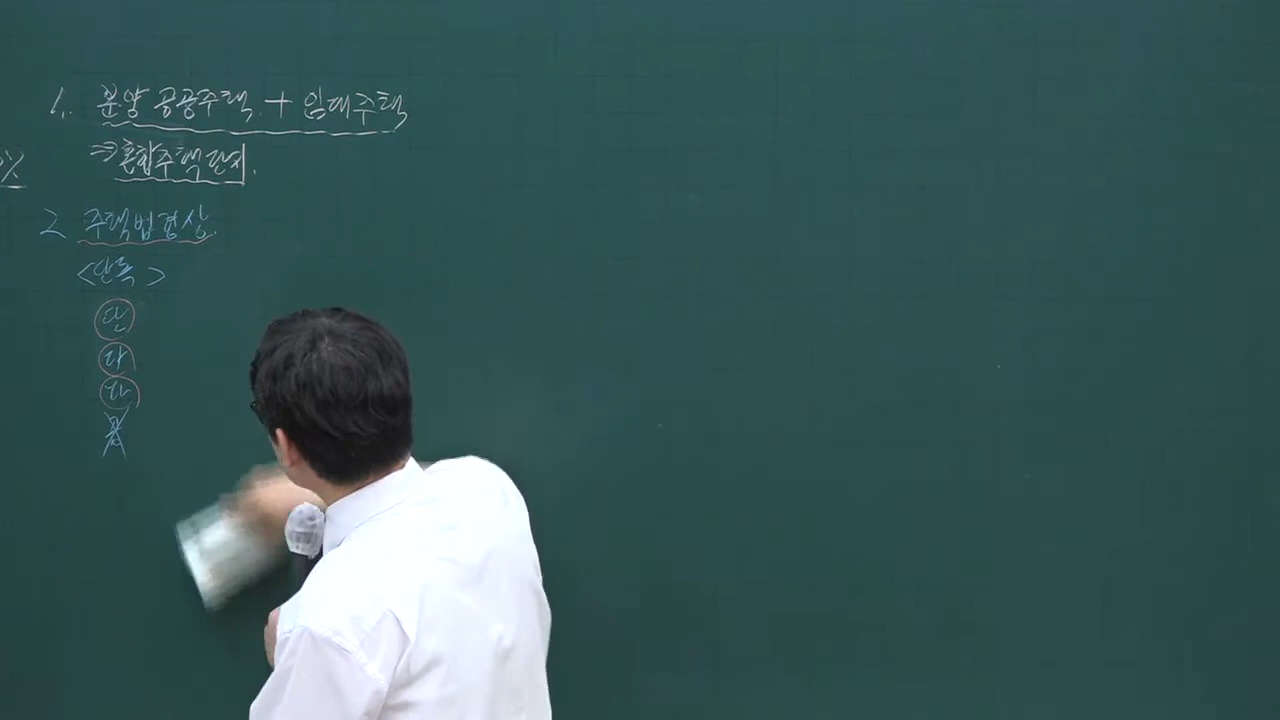 1. 분양 공공주택 + 임대주택
% ⇒ 혼합주택단지.
2 주택법령상
<단독>
단
다
다
공